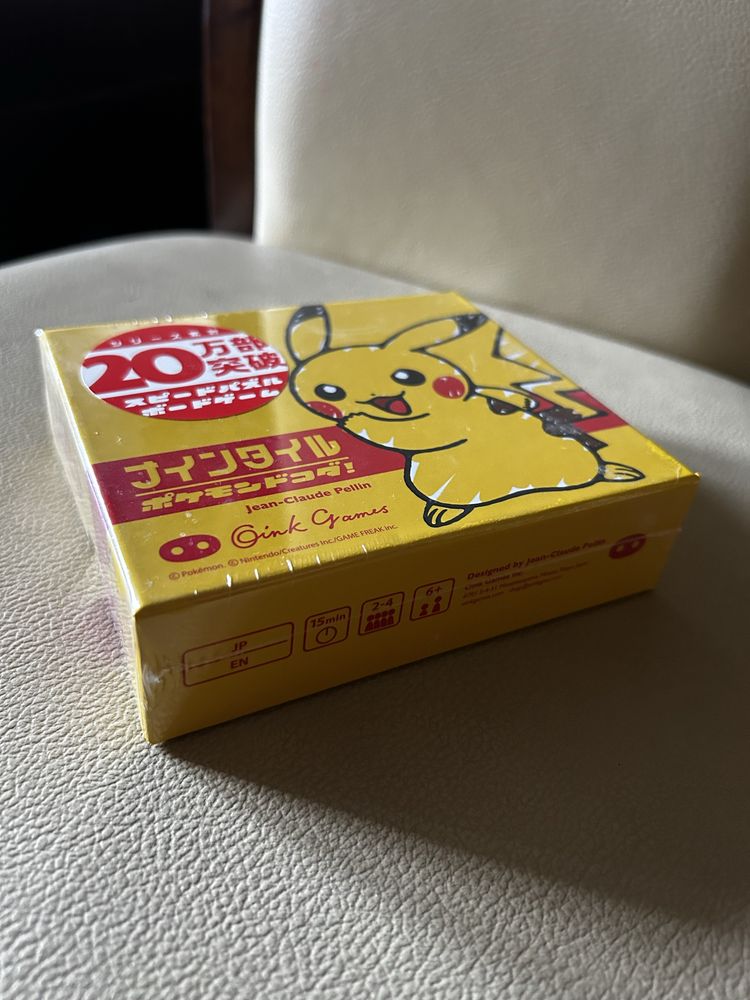 シリーズ累計
20万部
突破
スピードパズル
ボードゲーム
ナインタイル
ポケモンドコダ!
Jean-Claude Pellin
Oink Games
©Pokémon. ©Nintendo/Creatures Inc./GAME FREAK inc.
JP
EN
15min
2-4
6+
Designed by Jean-Claude Pellin
Oink Games Inc.